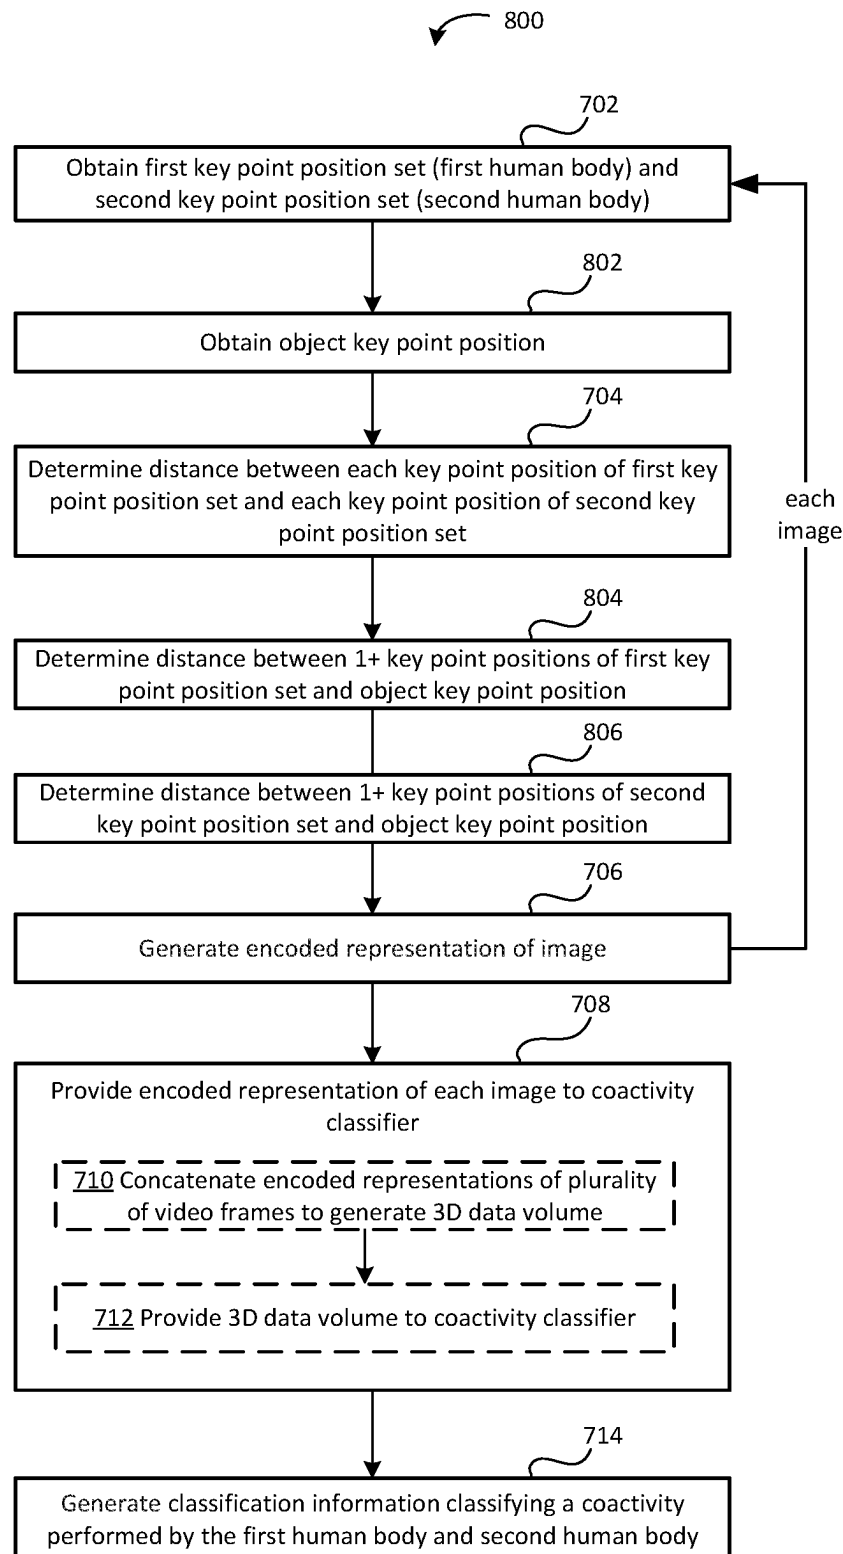 800
702
Obtain first key point position set (first human body) and
second key point position set (second human body)
802
Obtain object key point position
704
Determine distance between each key point position of first key
point position set and each key point position of second key
point position set
each
image
804
Determine distance between 1+ key point positions of first key
point position set and object key point position
806
Determine distance between 1+ key point positions of second
key point position set and object key point position
706
Generate encoded representation of image
708
Provide encoded representation of each image to coactivity
classifier
710 Concatenate encoded representations of plurality
of video frames to generate 3D data volume
712 Provide 3D data volume to coactivity classifier
714
Generate classification information classifying a coactivity
performed by the first human body and second human body